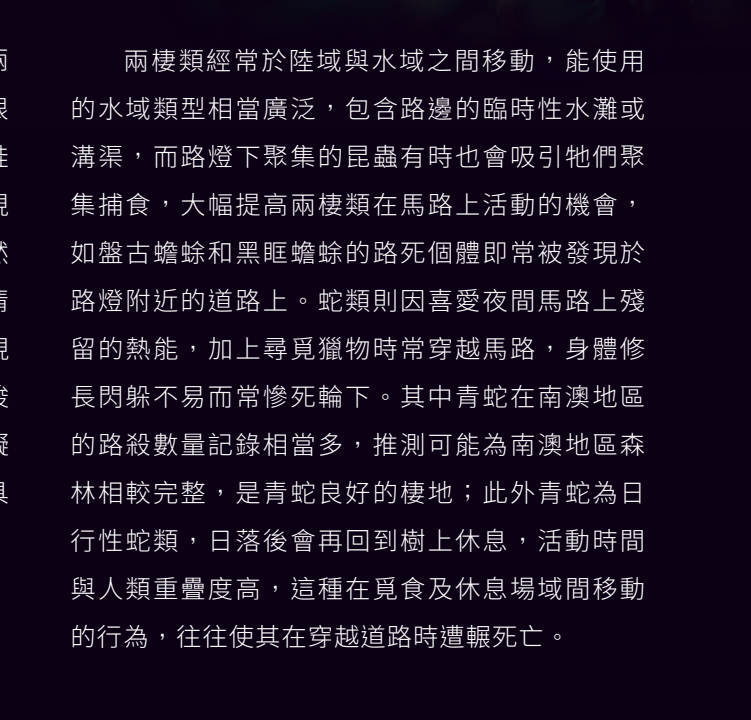 兩棲類經常於陸域與水域之間移動，能使用
的水域類型相當廣泛，包含路邊的臨時性水灘或
溝渠，而路燈下聚集的昆蟲有時也會吸引牠們聚
集捕食，大幅提高兩棲類在馬路上活動的機會，
如盤古蟾蜍和黑眶蟾蜍的路死個體即常被發現於
路燈附近的道路上。蛇類則因喜愛夜間馬路上殘
留的熱能，加上尋覓獵物時常穿越馬路，身體修
長閃躲不易而常慘死輪下。其中青蛇在南澳地區
的路殺數量記錄相當多，推測可能為南澳地區森
林相較完整，是青蛇良好的棲地；此外青蛇為日
行性蛇類，日落後會再回到樹上休息，活動時間
與人類重疊度高，這種在覓食及休息場域間移動
的行為，往往使其在穿越道路時遭輾死亡。